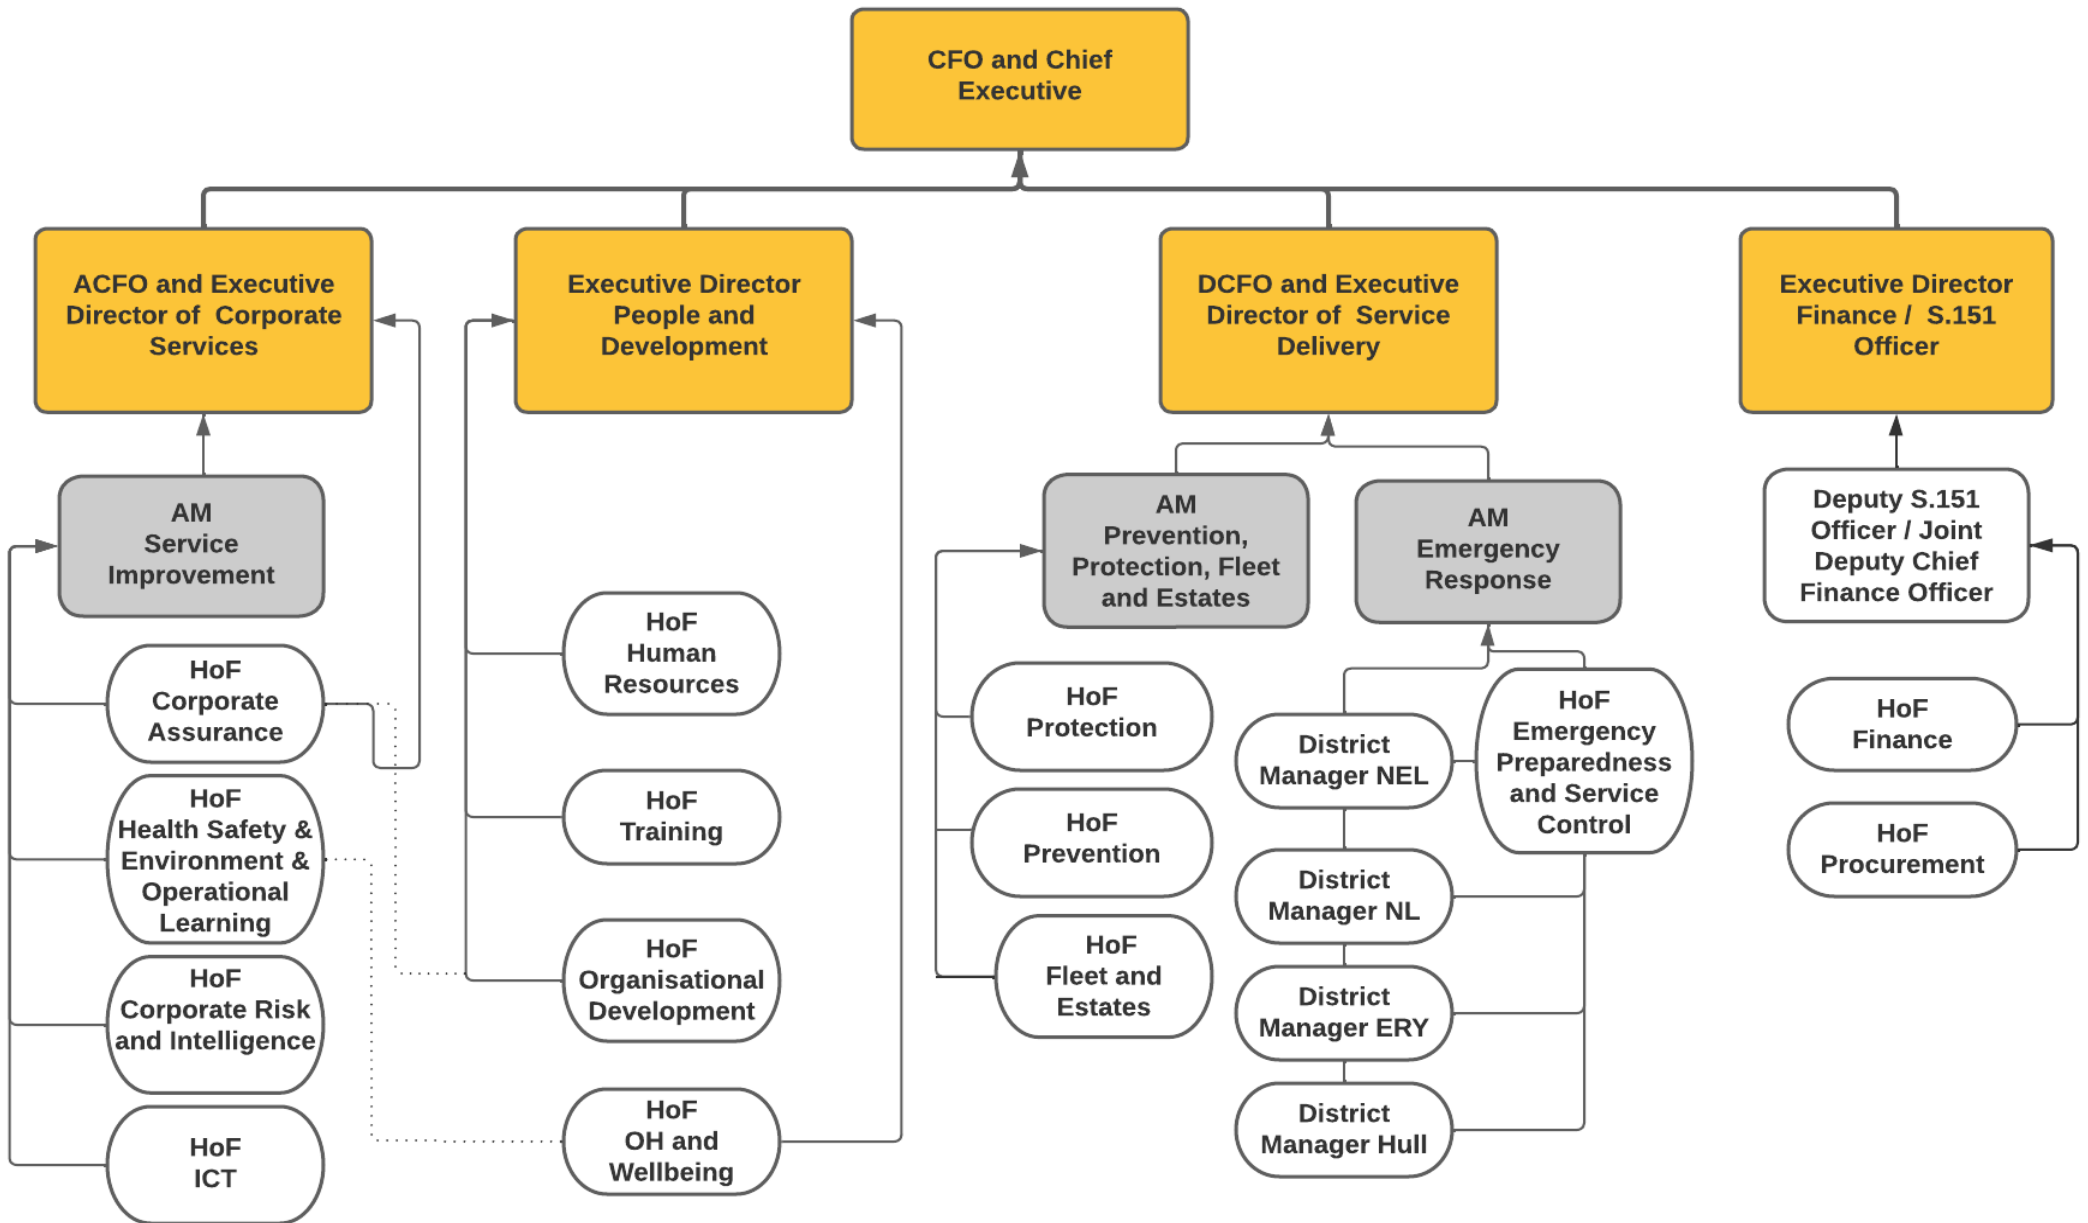 CFO and Chief
Executive
ACFO and Executive
Director of Corporate
Services
Executive Director
People and
Development
DCFO and Executive
Director of Service
Delivery
Executive Director
Finance / S.151
Officer
AM
Service
Improvement
HoF
Corporate
Assurance
HoF
Health Safety &
Environment &
Operational
Learning
HoF
Corporate Risk
and Intelligence
HoF
ICT
HoF
Human
Resources
HoF
Training
HoF
Organisational
Development
HoF
OH and
Wellbeing
AM
Prevention,
Protection, Fleet
and Estates
HoF
Protection
HoF
Prevention
HoF
Fleet and
Estates
AM
Emergency
Response
District
Manager NEL
District
Manager NL
District
Manager ERY
District
Manager Hull
HoF
Emergency
Preparedness
and Service
Control
Deputy S.151
Officer / Joint
Deputy Chief
Finance Officer
HoF
Finance
HoF
Procurement